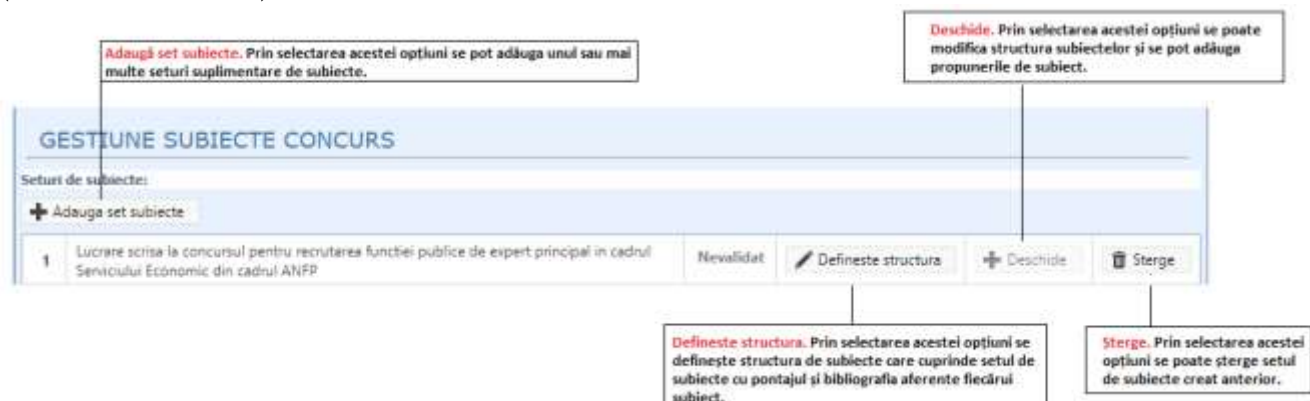 Deschide. Prin selectarea acestei opțiuni se poate
modifica structura subiectelor și se pot adăuga
propunerile de subiect.
Adaugă set subiecte. Prin selectarea acestei opțiuni se pot adăuga unul sau mai
multe seturi suplimentare de subiecte.
GESTIUNE SUBIECTE CONCURS
Seturi de subiecte:
Adauga set subiecte
1 Lucrare scrisa la concursul pentru recrutarea functiei publice de expert principal in cadrul
Serviciului Economic din cadrul ANFP
Nevalidat Defineste structura Deschide Sterge
Defineste structura. Prin selectarea acestei opțiuni se
definește structura de subiecte care cuprinde setul de
subiecte cu pontajul și bibliografia aferente fiecărui
subiect.
Sterge. Prin selectarea acestei
opțiuni se poate șterge setul
de subiecte creat anterior.